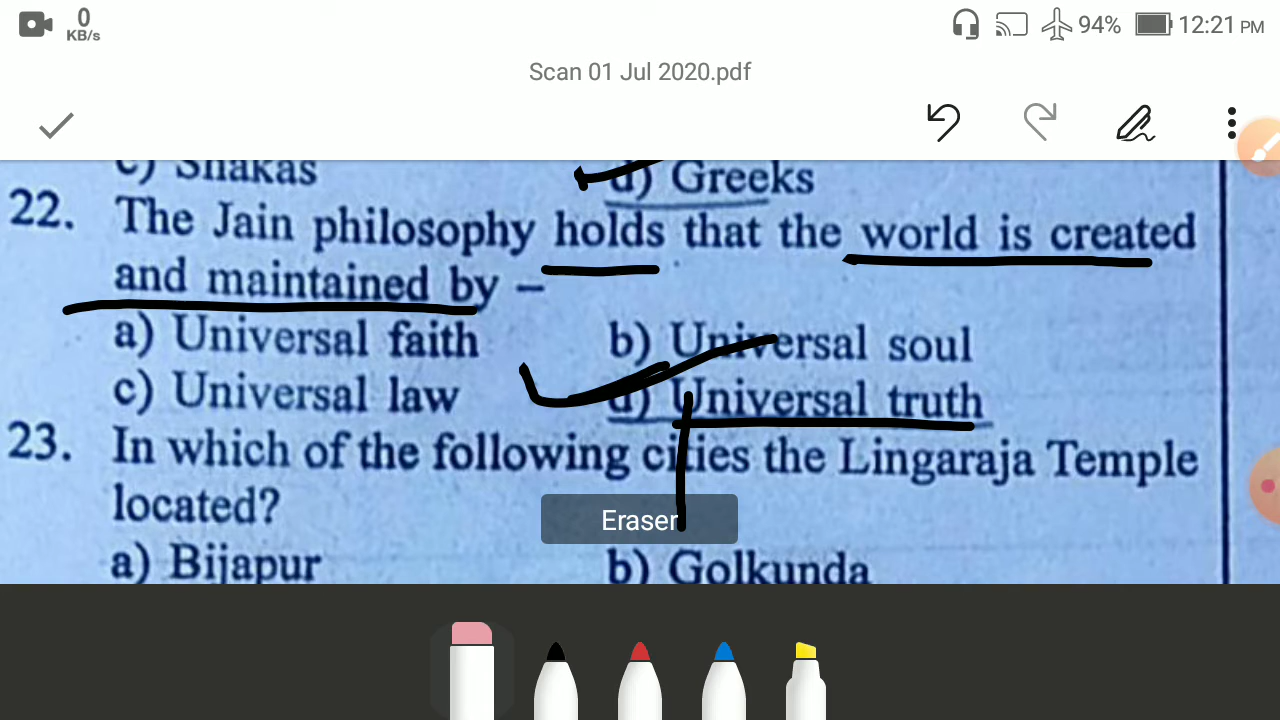 0
KB/s
94%
12:21 PM
Scan 01 Jul 2020.pdf
c) Shakas d) Greeks
22. The Jain philosophy holds that the world is created
and maintained by –
a) Universal faith b) Universal soul
c) Universal law d) Universal truth
23. In which of the following cities the Lingaraja Temple
located?
Eraser
a) Bijapur b) Golkunda